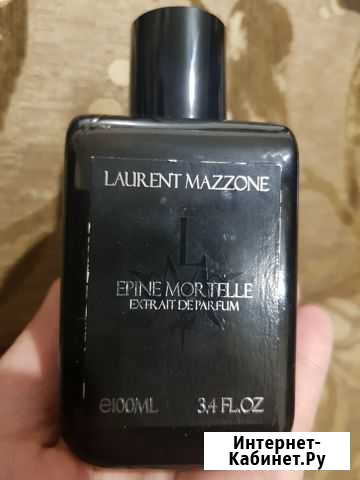 LAURENT MAZZONE
L
EPINE MORTELLE
EXTRAIT DE PARFUM
℮100ML 3,4 FL.OZ
Интернет-
Кабинет.Ру